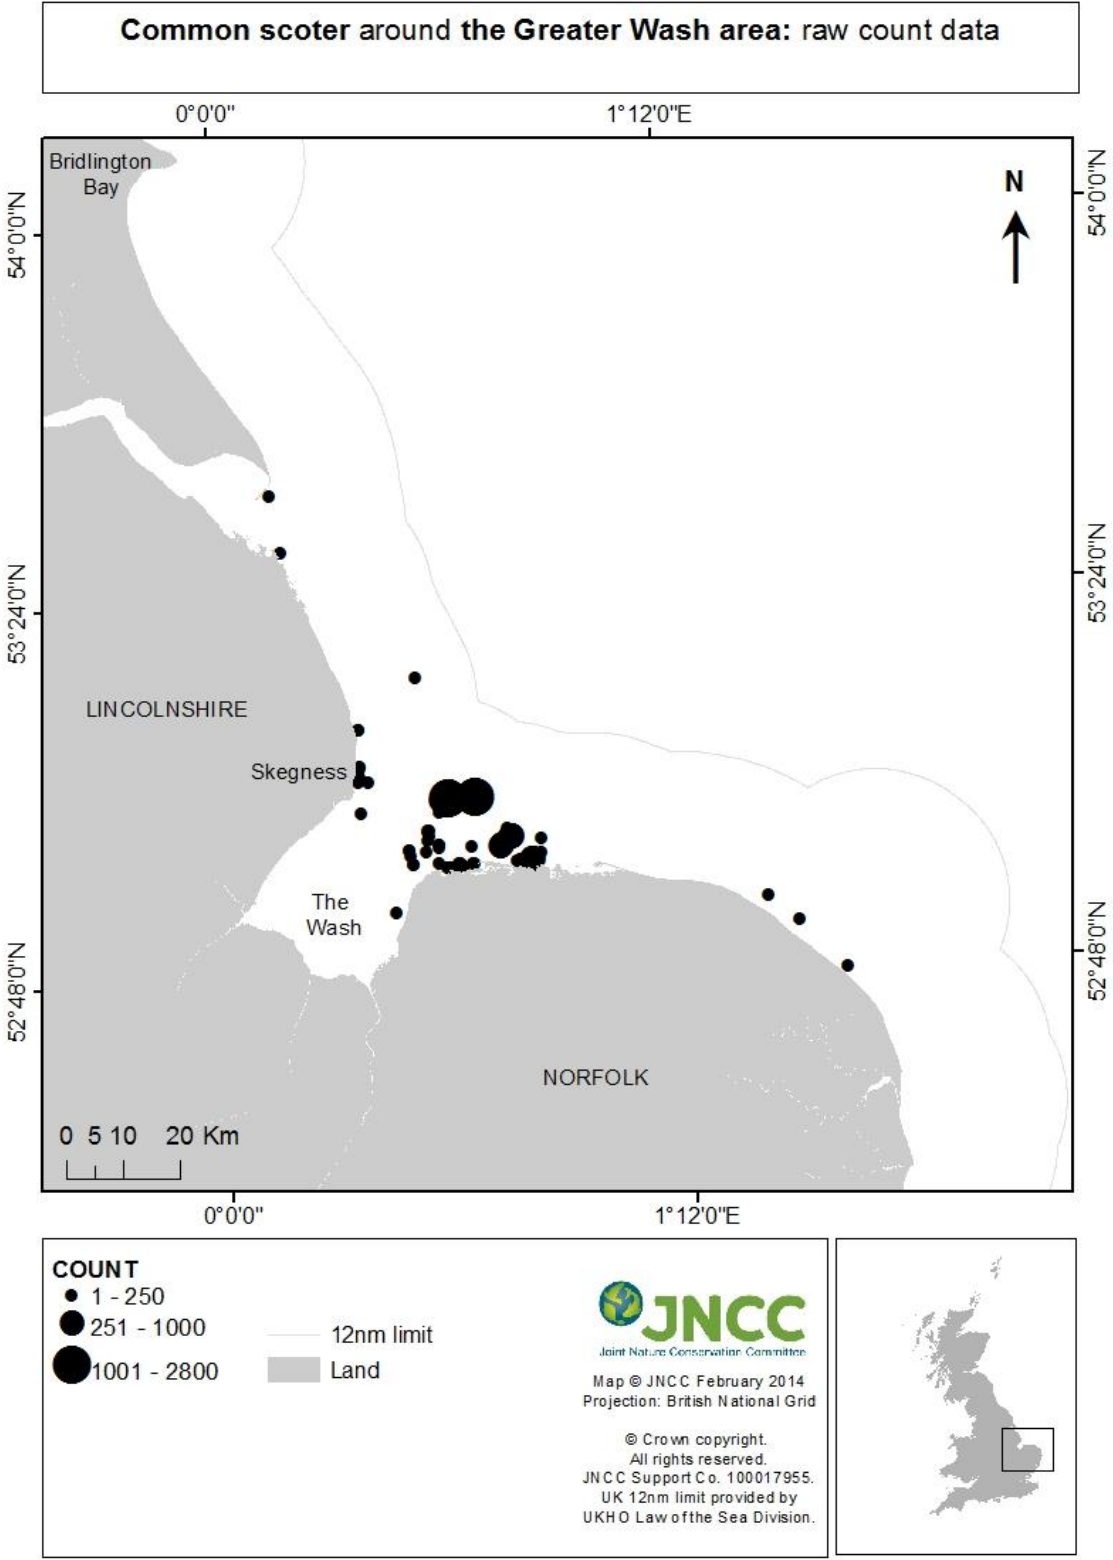 Common scoter around the Greater Wash area: raw count data
0°0'0"
1°12'0"E
Bridlington
Bay
N
54°0'0"N
54°0'0"N
53°24'0"N
53°24'0"N
LINCOLNSHIRE
Skegness
The
Wash
52°48'0"N
52°48'0"N
NORFOLK
0 5 10 20 Km
0°0'0"
1°12'0"E
COUNT
1 - 250
251 - 1000
1001 - 2800
12nm limit
Land
JNCC
Joint Nature Conservation Committee
Map © JNCC February 2014
Projection: British National Grid
© Crown copyright.
All rights reserved.
JNCC Support Co. 100017955.
UK 12nm limit provided by
UKHO Law of the Sea Division.